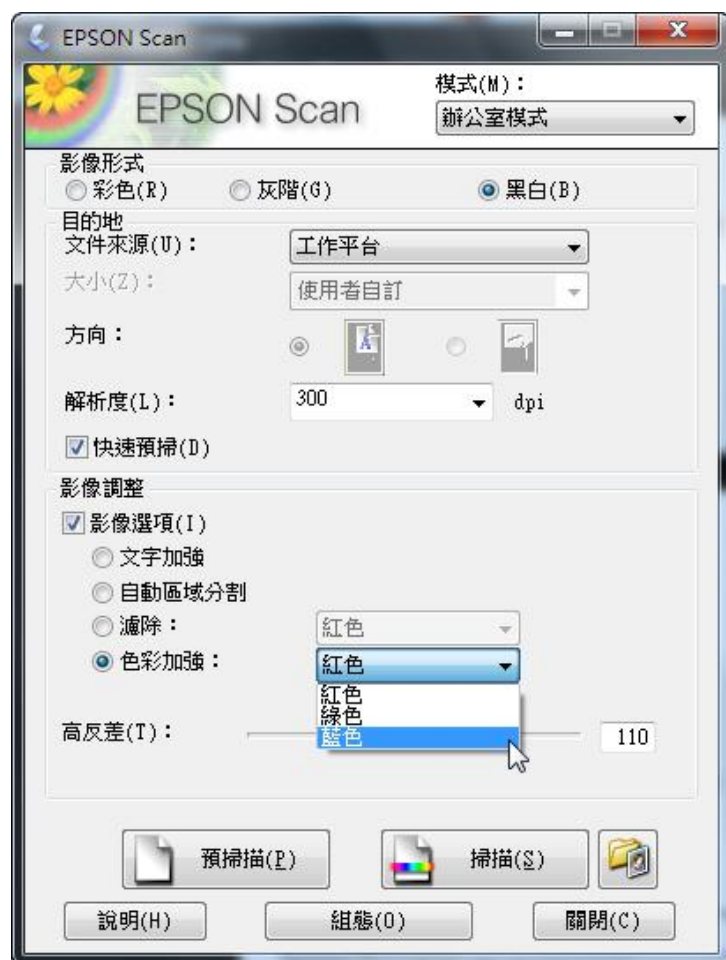 EPSON Scan
EPSON Scan
模式(M)：
辦公室模式
影像形式
彩色(R) 灰階(G) 黑白(B)
目的地
文件來源(U)： 工作平台
大小(Z)： 使用者自訂
方向： A
解析度(L)： 300 dpi
快速預掃(D)
影像調整
影像選項(I)
文字加強
自動區域分割
濾除： 紅色
色彩加強： 紅色
紅色
綠色
藍色
高反差(T)： 110
預掃描(P) 掃描(S)
說明(H) 組態(O) 關閉(C)